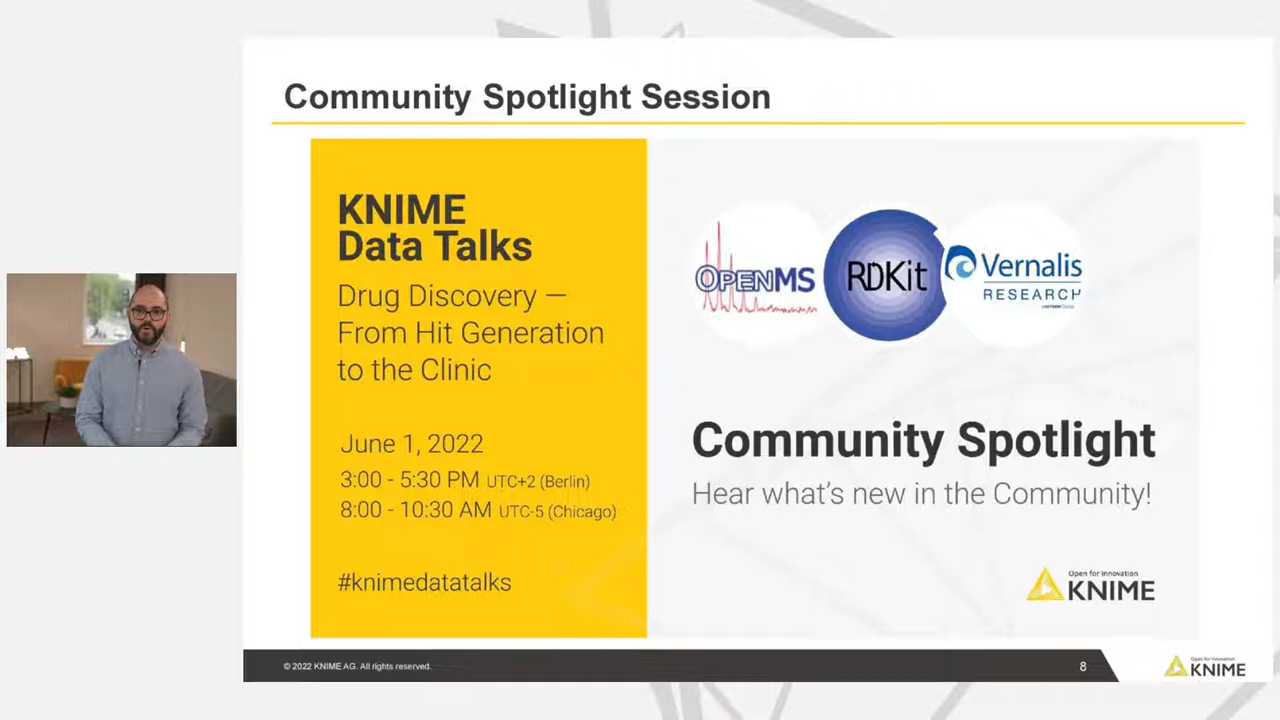 Community Spotlight Session
KNIME
Data Talks
Drug Discovery —
From Hit Generation
to the Clinic
June 1, 2022
3:00 - 5:30 PM UTC+2 (Berlin)
8:00 - 10:30 AM UTC-5 (Chicago)
#knimedatatalks
OPENMS
RDKit
Vernalis
RESEARCH
Community Spotlight
Hear what's new in the Community!
Open for Innovation
KNIME
© 2022 KNIME AG. All rights reserved.
8
Open for Innovation
KNIME